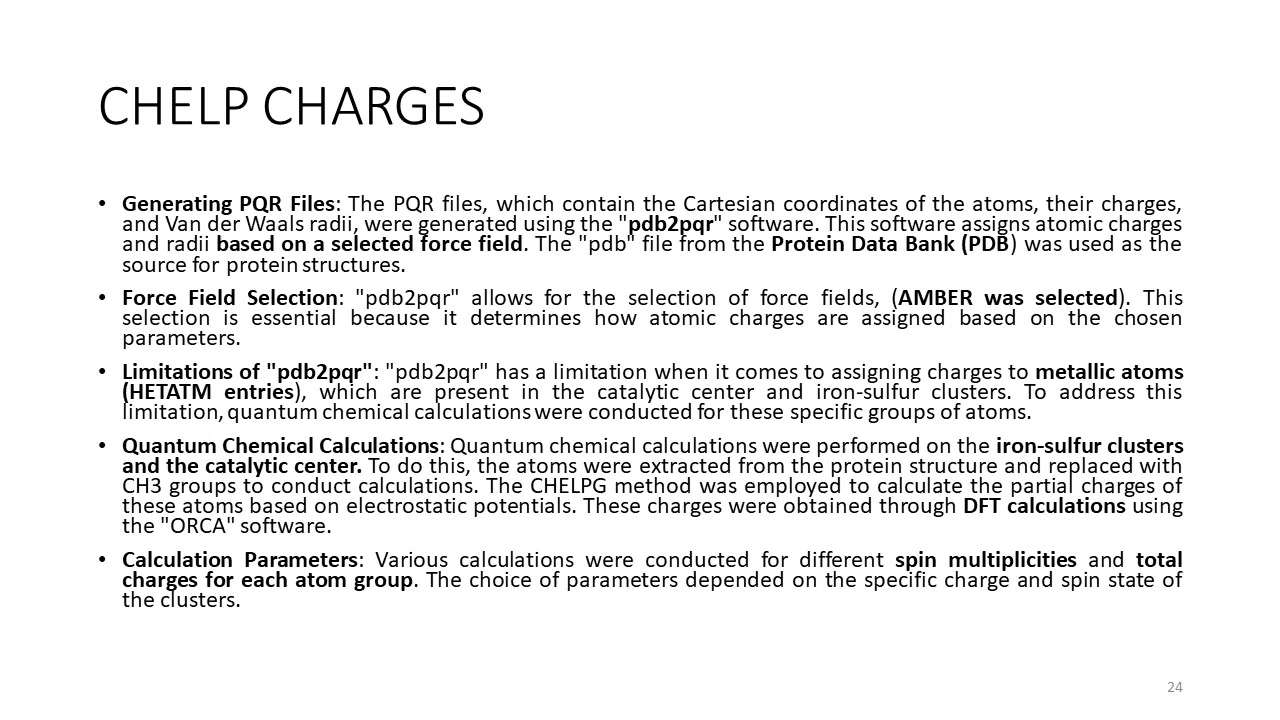 CHELP CHARGES
• Generating PQR Files: The PQR files, which contain the Cartesian coordinates of the atoms, their charges,
and Van der Waals radii, were generated using the "pdb2pqr" software. This software assigns atomic charges
and radii based on a selected force field. The "pdb" file from the Protein Data Bank (PDB) was used as the
source for protein structures.
• Force Field Selection: "pdb2pqr" allows for the selection of force fields, (AMBER was selected). This
selection is essential because it determines how atomic charges are assigned based on the chosen
parameters.
• Limitations of "pdb2pqr": "pdb2pqr" has a limitation when it comes to assigning charges to metallic atoms
(HETATM entries), which are present in the catalytic center and iron-sulfur clusters. To address this
limitation, quantum chemical calculations were conducted for these specific groups of atoms.
• Quantum Chemical Calculations: Quantum chemical calculations were performed on the iron-sulfur clusters
and the catalytic center. To do this, the atoms were extracted from the protein structure and replaced with
CH3 groups to conduct calculations. The CHELPG method was employed to calculate the partial charges of
these atoms based on electrostatic potentials. These charges were obtained through DFT calculations using
the "ORCA" software.
• Calculation Parameters: Various calculations were conducted for different spin multiplicities and total
charges for each atom group. The choice of parameters depended on the specific charge and spin state of
the clusters.
24